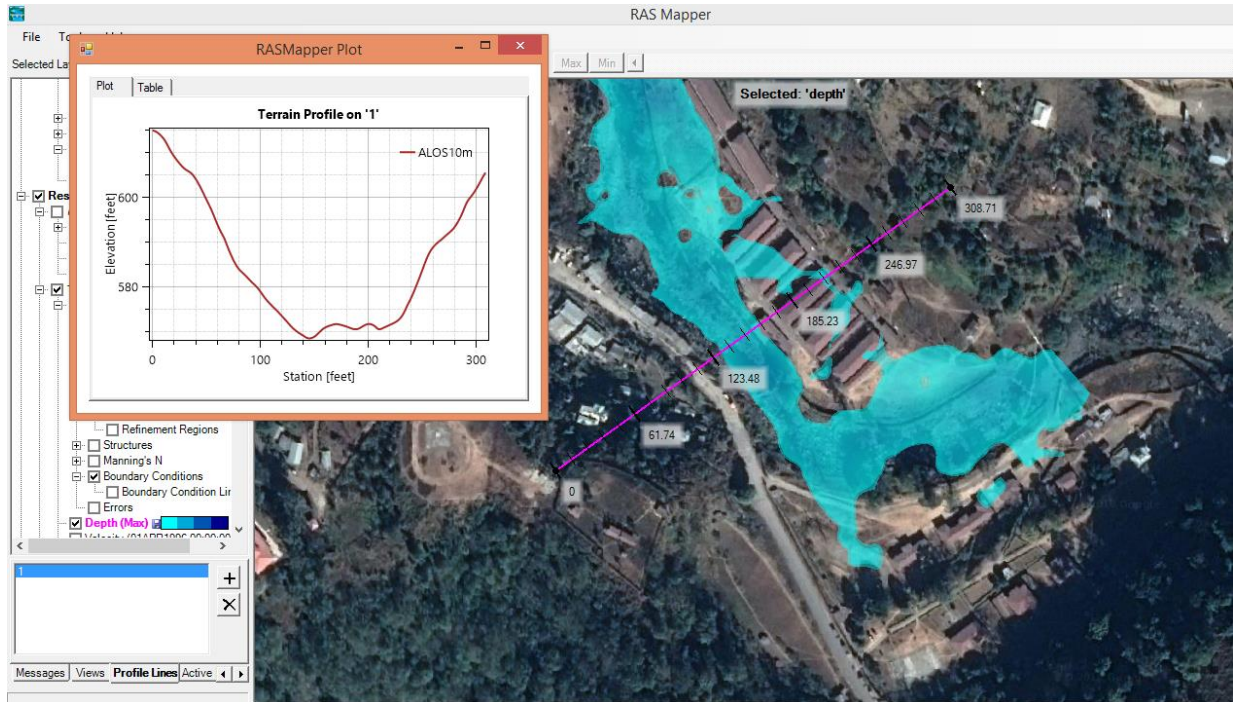 RAS Mapper
File
Selected La
Max
Min
RASMapper Plot
Plot
Table
Terrain Profile on '1'
ALOS10m
Elevation [feet]
600
580
0
100
200
300
Station [feet]
Selected: 'depth'
308.71
246.97
185.23
123.48
61.74
0
Res
Refinement Regions
Structures
Manning's N
Boundary Conditions
Boundary Condition Lir
Errors
Depth (Max)
1
Messages
Views
Profile Lines
Active